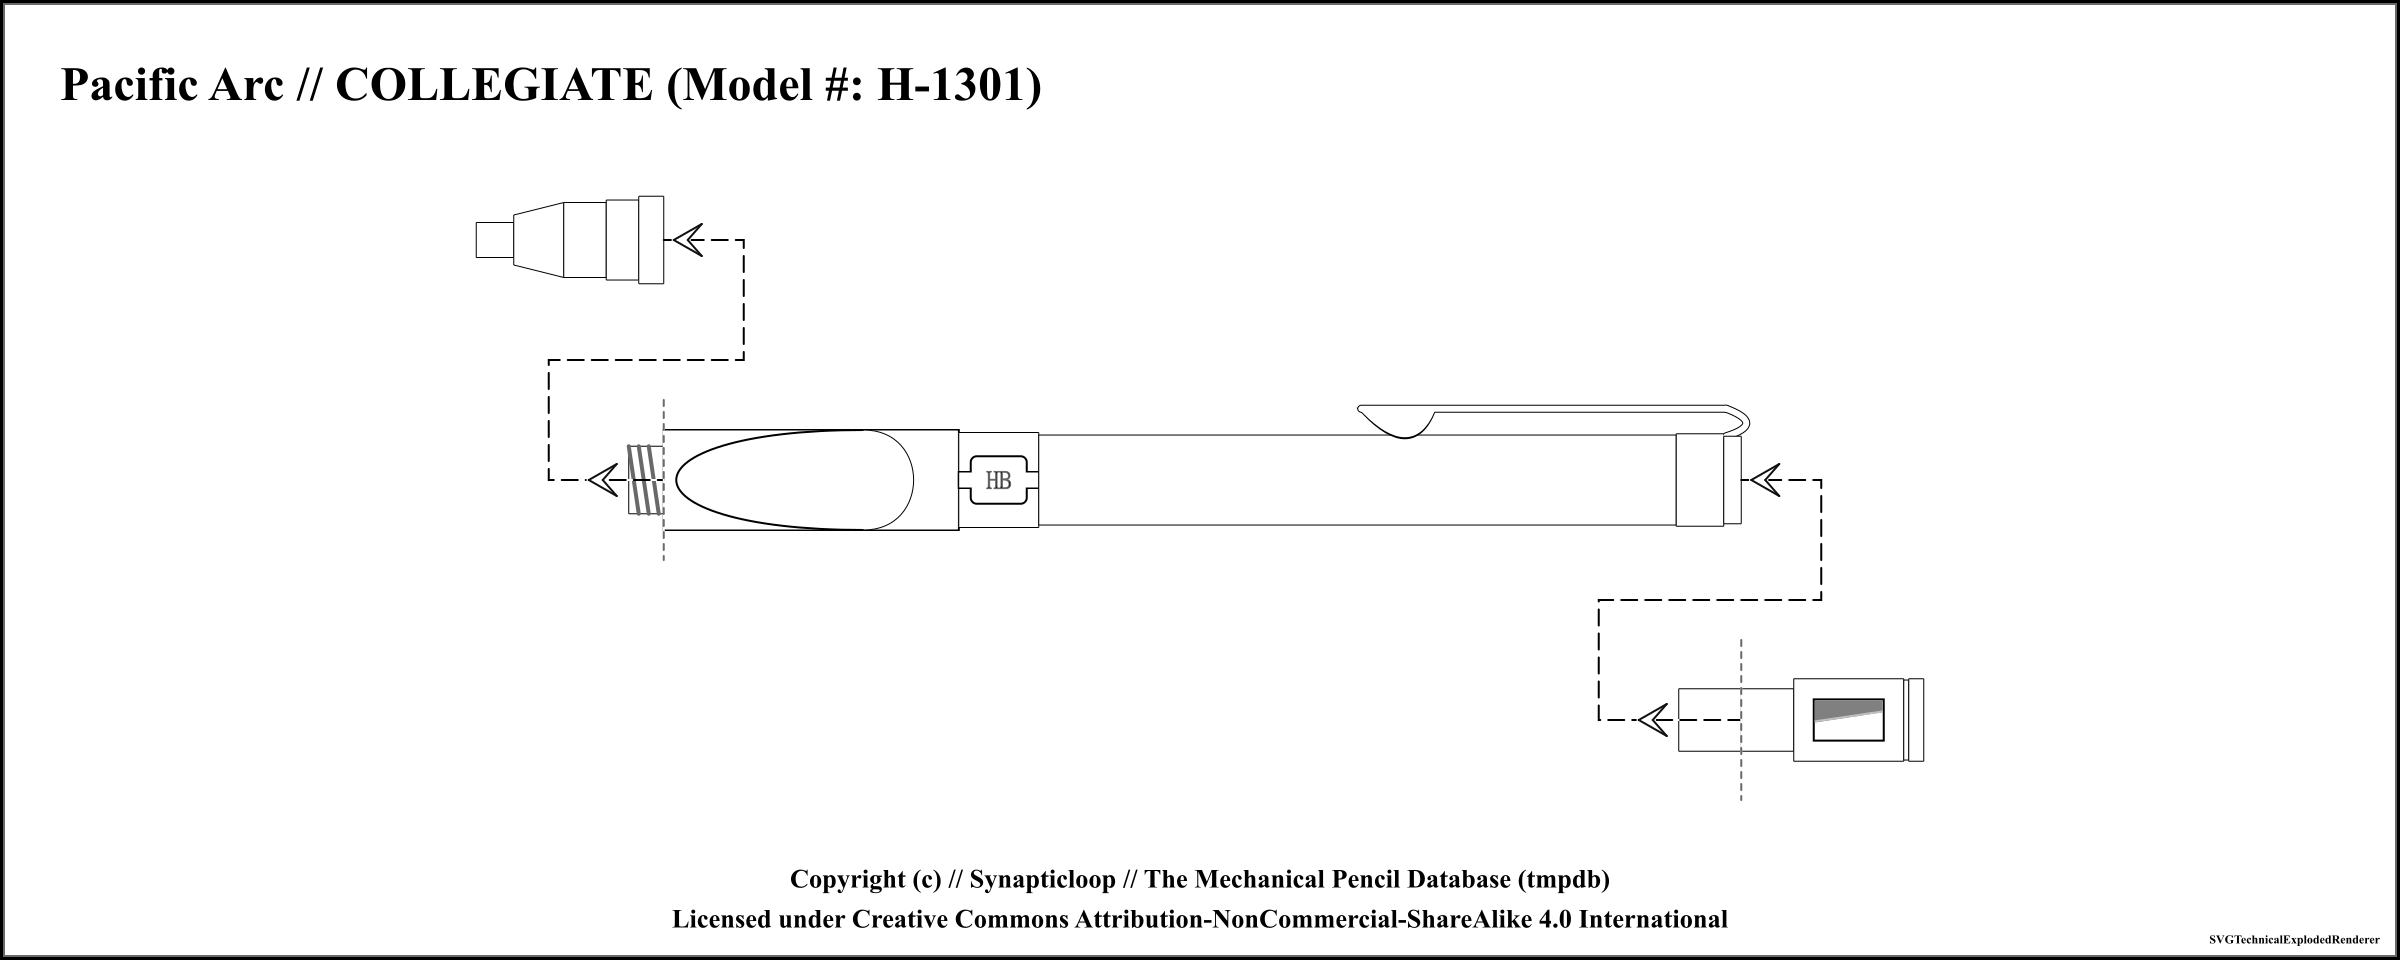 Pacific Arc // COLLEGIATE (Model #: H-1301)
HB
Copyright (c) // Synapticloop // The Mechanical Pencil Database (tmpdb)
Licensed under Creative Commons Attribution-NonCommercial-ShareAlike 4.0 International
SVGTechnicalExplodedRenderer